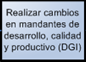 Realizar cambios
en mandantes de
desarrollo, calidad
y productivo (DGI)